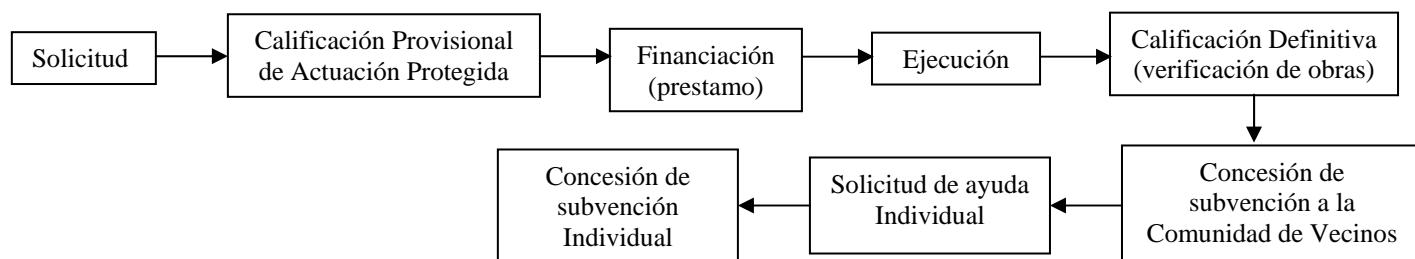 Solicitud
Calificación Provisional
de Actuación Protegida
Financiación
(prestamo)
Ejecución
Calificación Definitiva
(verificación de obras)
Concesión de
subvención a la
Comunidad de Vecinos
Solicitud de ayuda
Individual
Concesión de
subvención
Individual